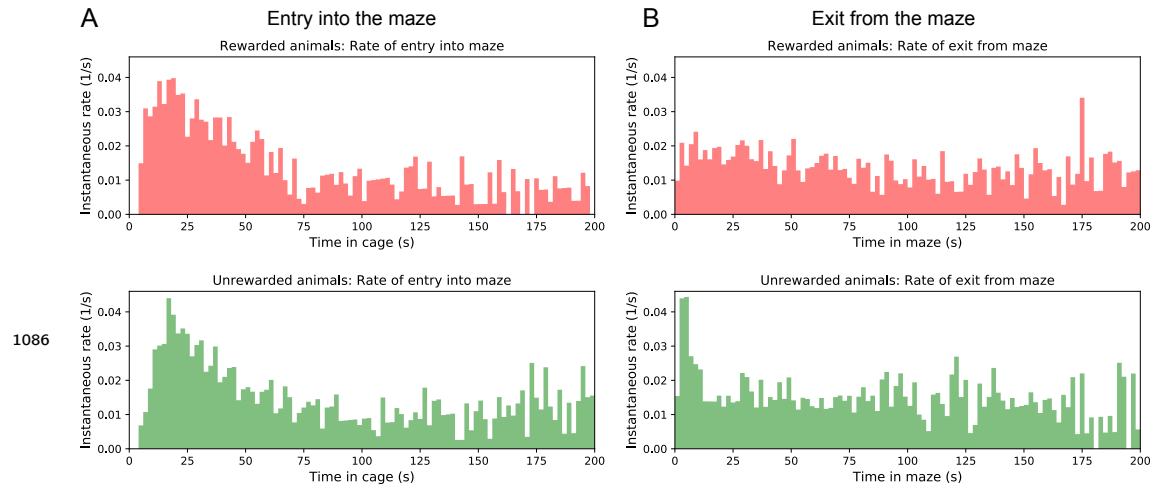 A Entry into the maze
B Exit from the maze
Rewarded animals: Rate of entry into maze
Instantaneous rate (1/s)
0.04
0.03
0.02
0.01
0.00
0 25 50 75 100 125 150 175 200
Time in cage (s)
Rewarded animals: Rate of exit from maze
Instantaneous rate (1/s)
0.04
0.03
0.02
0.01
0.00
0 25 50 75 100 125 150 175 200
Time in maze (s)
1086
Unrewarded animals: Rate of entry into maze
Instantaneous rate (1/s)
0.04
0.03
0.02
0.01
0.00
0 25 50 75 100 125 150 175 200
Time in cage (s)
Unrewarded animals: Rate of exit from maze
Instantaneous rate (1/s)
0.04
0.03
0.02
0.01
0.00
0 25 50 75 100 125 150 175 200
Time in maze (s)